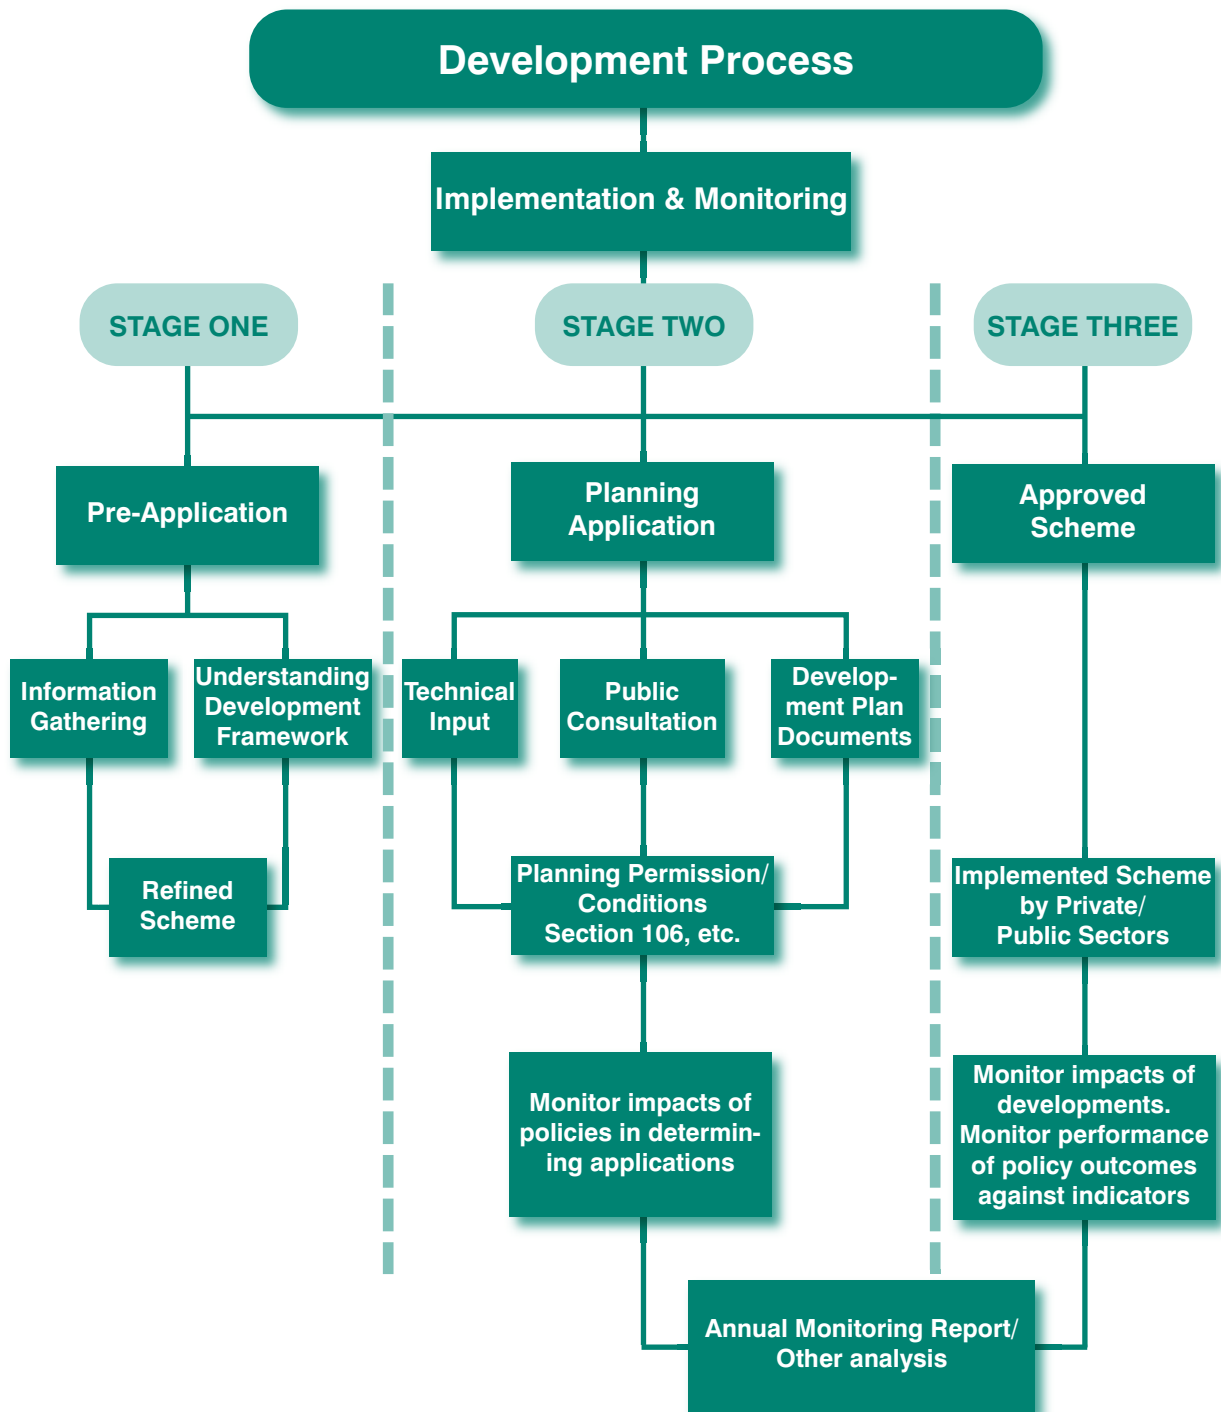 Development Process
Implementation & Monitoring
STAGE ONE
STAGE TWO
STAGE THREE
Pre-Application
Planning
Application
Approved
Scheme
Information
Gathering
Understanding
Development
Framework
Technical
Input
Public
Consultation
Develop-
ment Plan
Documents
Refined
Scheme
Planning Permission/
Conditions
Section 106, etc.
Implemented Scheme
by Private/
Public Sectors
Monitor impacts of
policies in determin-
ing applications
Monitor impacts of
developments.
Monitor performance
of policy outcomes
against indicators
Annual Monitoring Report/
Other analysis